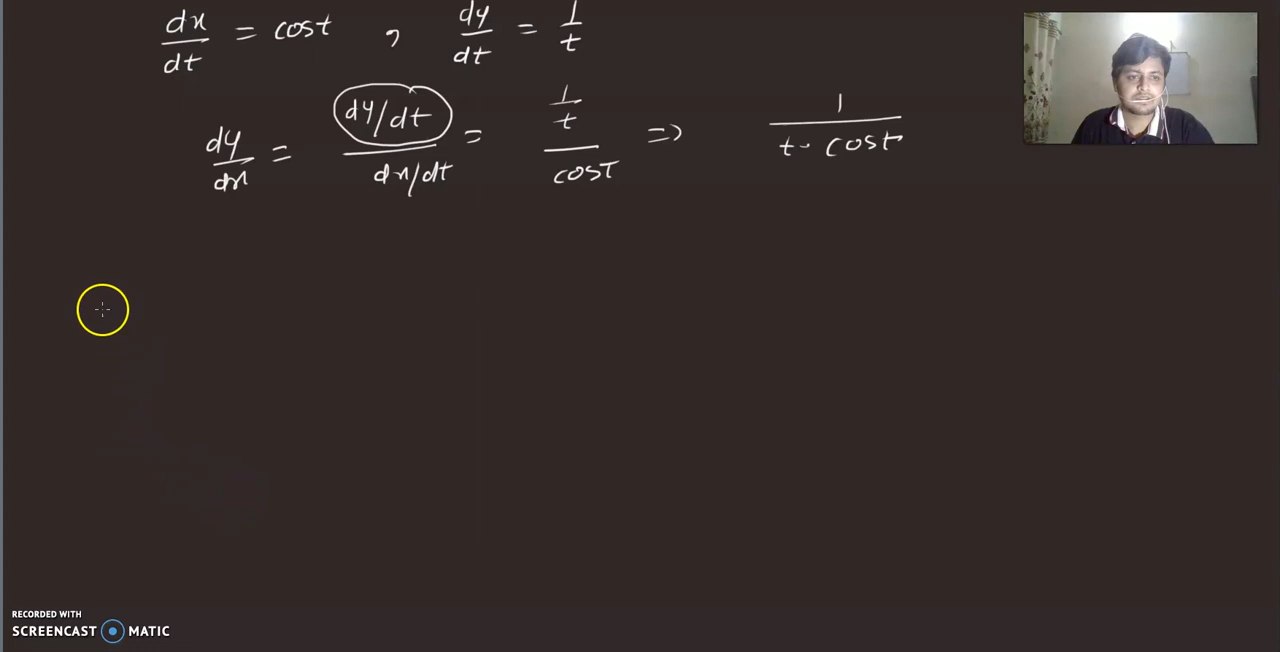 dx/dt = cost , dy/dt = 1/t
dy/dx = (dy/dt)/(dx/dt) = (1/t)/cost => 1/(t · cost)
RECORDED WITH
SCREENCAST MATIC